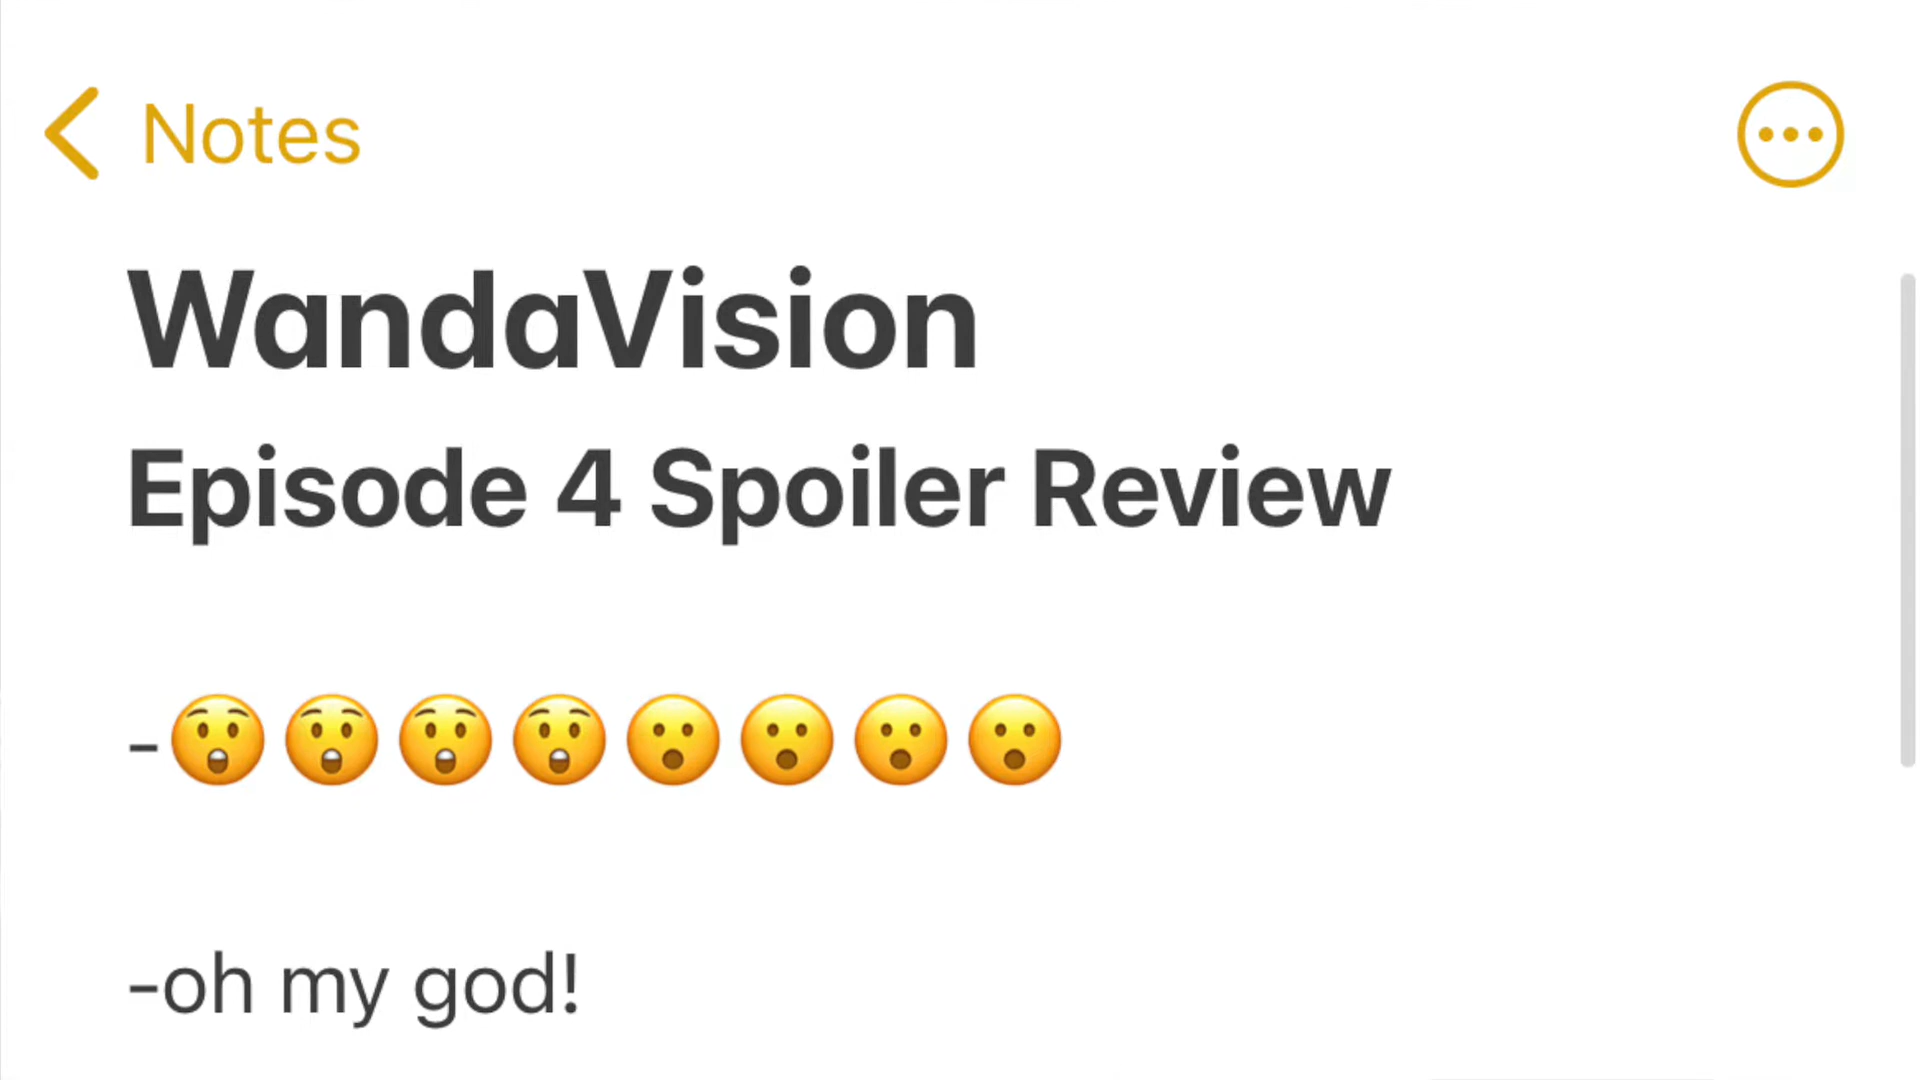 Notes
WandaVision
Episode 4 Spoiler Review
-😲😲😲😲😮😮😮😮
-oh my god!